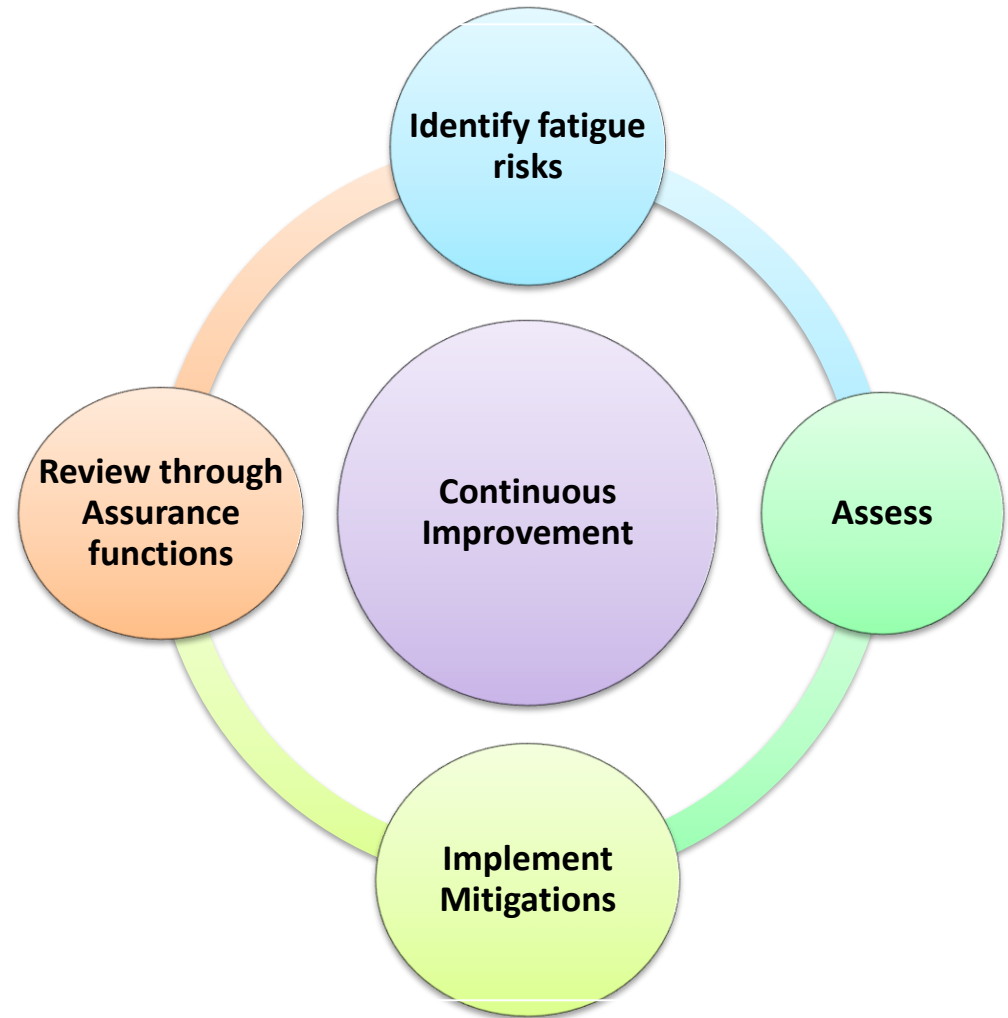 Identify fatigue
risks
Review through
Assurance
functions
Continuous
Improvement
Assess
Implement
Mitigations